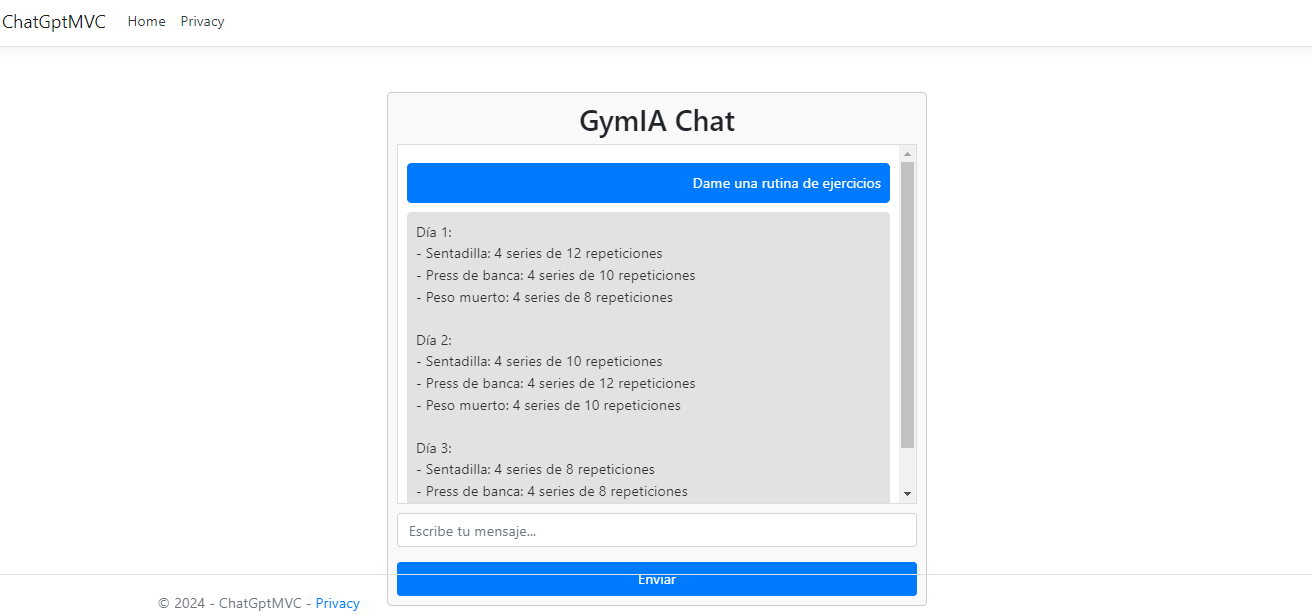 ChatGptMVC Home Privacy
GymIA Chat
Dame una rutina de ejercicios
Día 1:
- Sentadilla: 4 series de 12 repeticiones
- Press de banca: 4 series de 10 repeticiones
- Peso muerto: 4 series de 8 repeticiones
Día 2:
- Sentadilla: 4 series de 10 repeticiones
- Press de banca: 4 series de 12 repeticiones
- Peso muerto: 4 series de 10 repeticiones
Día 3:
- Sentadilla: 4 series de 8 repeticiones
- Press de banca: 4 series de 8 repeticiones
Escribe tu mensaje...
Enviar
© 2024 - ChatGptMVC - Privacy